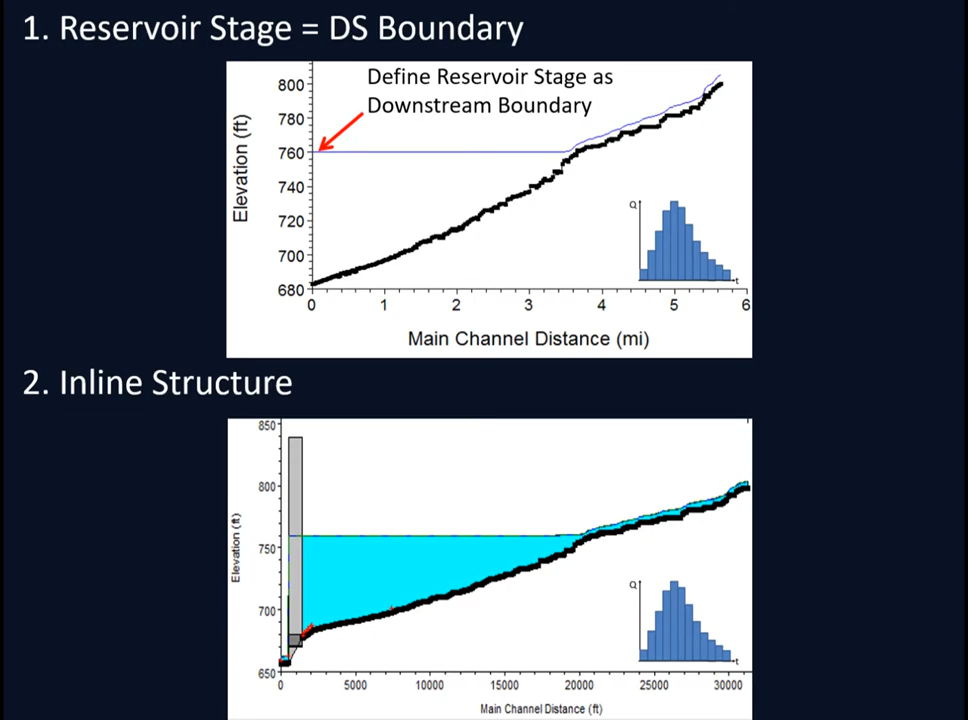 1. Reservoir Stage = DS Boundary
Define Reservoir Stage as
Downstream Boundary
Elevation (ft)
800
780
760
740
720
700
680
0 1 2 3 4 5 6
Main Channel Distance (mi)
Q
t
2. Inline Structure
Elevation (ft)
850
800
750
700
650
0 5000 10000 15000 20000 25000 30000
Main Channel Distance (ft)
Q
t